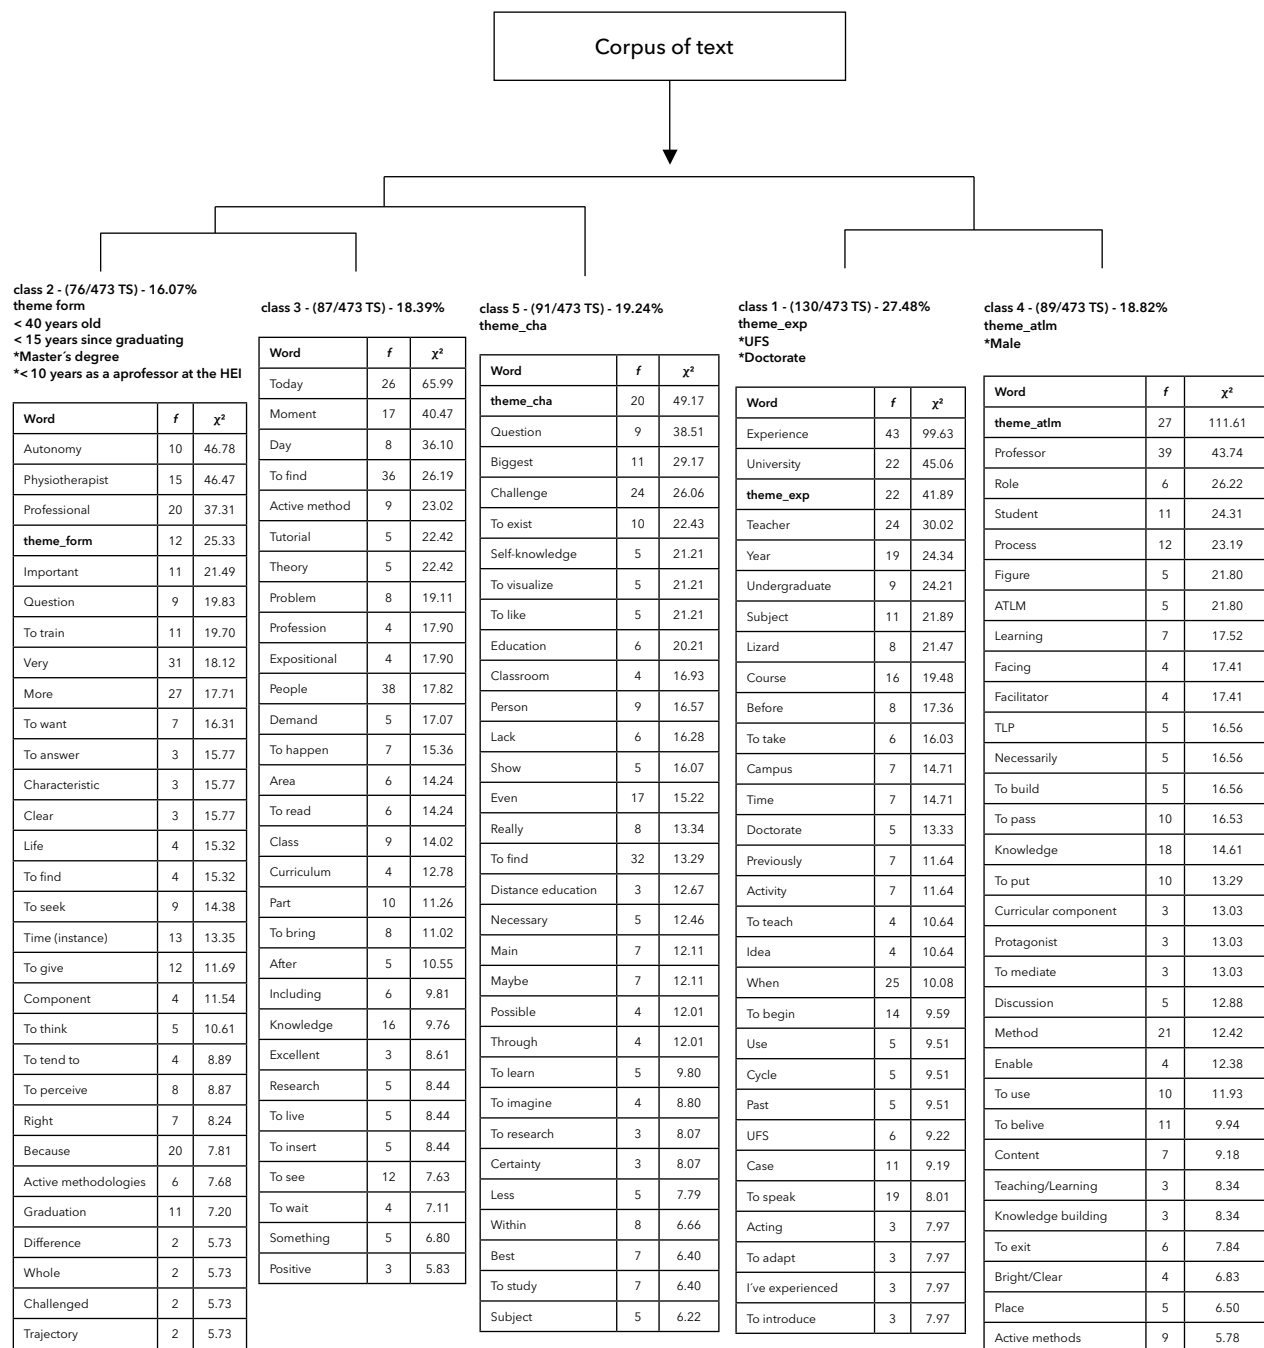 Corpus of text
class 2 - (76/473 TS) - 16.07%
theme form
< 40 years old
< 15 years since graduating
*Master´s degree
*< 10 years as a aprofessor at the HEI
Word f χ²
Autonomy 10 46.78
Physiotherapist 15 46.47
Professional 20 37.31
theme_form 12 25.33
Important 11 21.49
Question 9 19.83
To train 11 19.70
Very 31 18.12
More 27 17.71
To want 7 16.31
To answer 3 15.77
Characteristic 3 15.77
Clear 3 15.77
Life 4 15.32
To find 4 15.32
To seek 9 14.38
Time (instance) 13 13.35
To give 12 11.69
Component 4 11.54
To think 5 10.61
To tend to 4 8.89
To perceive 8 8.87
Right 7 8.24
Because 20 7.81
Active methodologies 6 7.68
Graduation 11 7.20
Difference 2 5.73
Whole 2 5.73
Challenged 2 5.73
Trajectory 2 5.73
class 3 - (87/473 TS) - 18.39%
Word f χ²
Today 26 65.99
Moment 17 40.47
Day 8 36.10
To find 36 26.19
Active method 9 23.02
Tutorial 5 22.42
Theory 5 22.42
Problem 8 19.11
Profession 4 17.90
Expositional 4 17.90
People 38 17.82
Demand 5 17.07
To happen 7 15.36
Area 6 14.24
To read 6 14.24
Class 9 14.02
Curriculum 4 12.78
Part 10 11.26
To bring 8 11.02
After 5 10.55
Including 6 9.81
Knowledge 16 9.76
Excellent 3 8.61
Research 5 8.44
To live 5 8.44
To insert 5 8.44
To see 12 7.63
To wait 4 7.11
Something 5 6.80
Positive 3 5.83
class 5 - (91/473 TS) - 19.24%
theme_cha
Word f χ²
theme_cha 20 49.17
Question 9 38.51
Biggest 11 29.17
Challenge 24 26.06
To exist 10 22.43
Self-knowledge 5 21.21
To visualize 5 21.21
To like 5 21.21
Education 6 20.21
Classroom 4 16.93
Person 9 16.57
Lack 6 16.28
Show 5 16.07
Even 17 15.22
Really 8 13.34
To find 32 13.29
Distance education 3 12.67
Necessary 5 12.46
Main 7 12.11
Maybe 7 12.11
Possible 4 12.01
Through 4 12.01
To learn 5 9.80
To imagine 4 8.80
To research 3 8.07
Certainty 3 8.07
Less 5 7.79
Within 8 6.66
Best 7 6.40
To study 7 6.40
Subject 5 6.22
class 1 - (130/473 TS) - 27.48%
theme_exp
*UFS
*Doctorate
Word f χ²
Experience 43 99.63
University 22 45.06
theme_exp 22 41.89
Teacher 24 30.02
Year 19 24.34
Undergraduate 9 24.21
Subject 11 21.89
Lizard 8 21.47
Course 16 19.48
Before 8 17.36
To take 6 16.03
Campus 7 14.71
Time 7 14.71
Doctorate 5 13.33
Previously 7 11.64
Activity 7 11.64
To teach 4 10.64
Idea 4 10.64
When 25 10.08
To begin 14 9.59
Use 5 9.51
Cycle 5 9.51
Past 5 9.51
UFS 6 9.22
Case 11 9.19
To speak 19 8.01
Acting 3 7.97
To adapt 3 7.97
I´ve experienced 3 7.97
To introduce 3 7.97
class 4 - (89/473 TS) - 18.82%
theme_atlm
*Male
Word f χ²
theme_atlm 27 111.61
Professor 39 43.74
Role 6 26.22
Student 11 24.31
Process 12 23.19
Figure 5 21.80
ATLM 5 21.80
Learning 7 17.52
Facing 4 17.41
Facilitator 4 17.41
TLP 5 16.56
Necessarily 5 16.56
To build 5 16.56
To pass 10 16.53
Knowledge 18 14.61
To put 10 13.29
Curricular component 3 13.03
Protagonist 3 13.03
To mediate 3 13.03
Discussion 5 12.88
Method 21 12.42
Enable 4 12.38
To use 10 11.93
To belive 11 9.94
Content 7 9.18
Teaching/Learning 3 8.34
Knowledge building 3 8.34
To exit 6 7.84
Bright/Clear 4 6.83
Place 5 6.50
Active methods 9 5.78